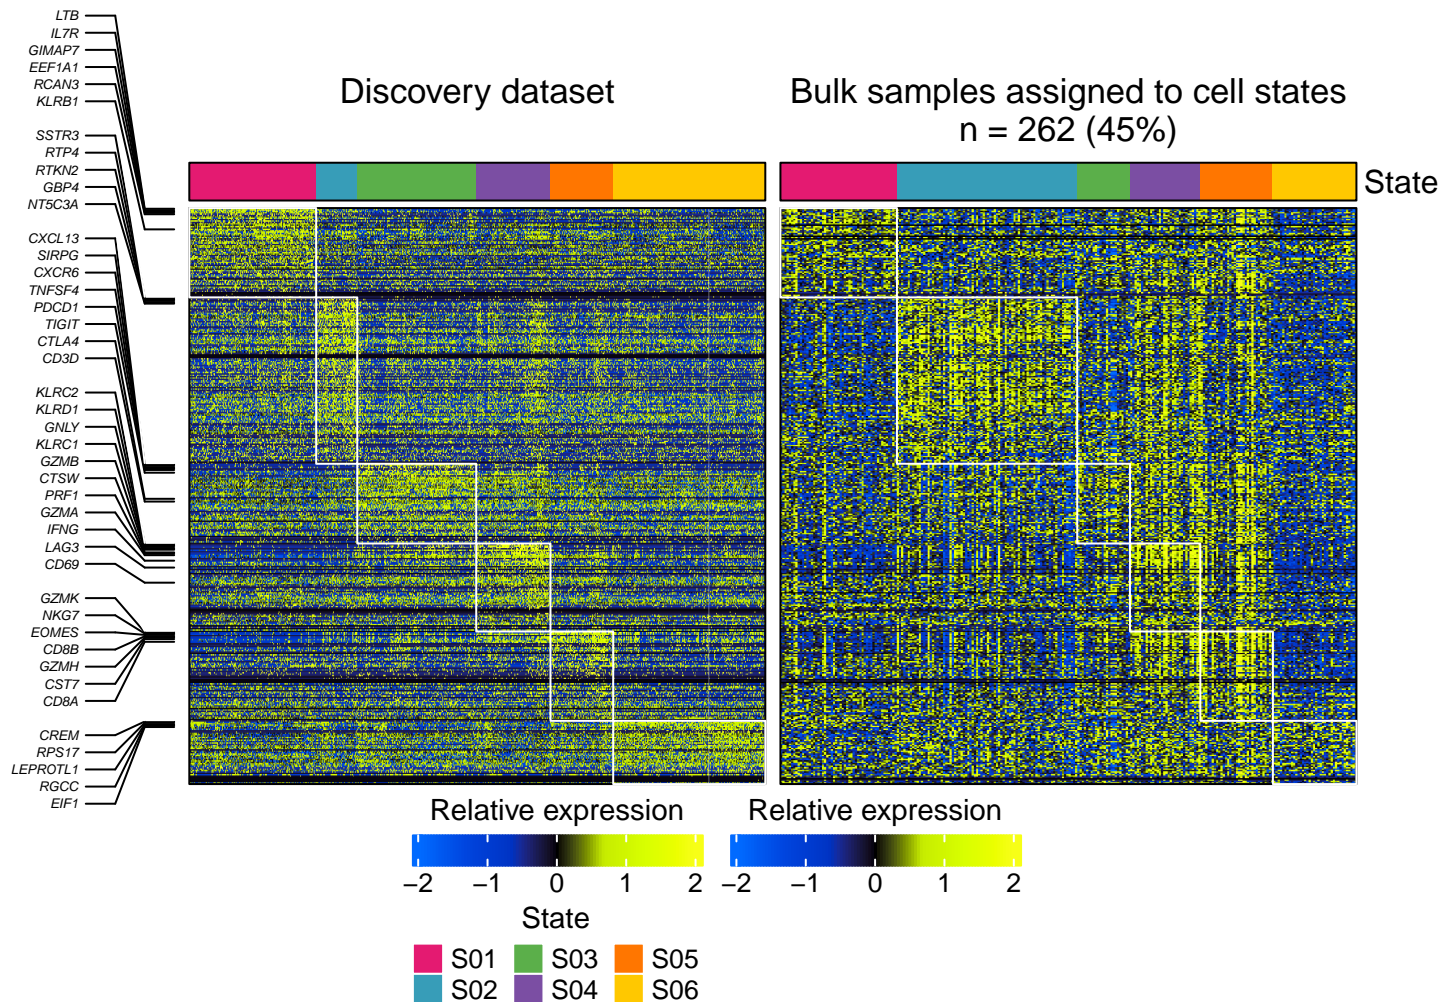 LTB
IL7R
GIMAP7
EEF1A1
RCAN3
KLRB1
SSTR3
RTP4
RTKN2
GBP4
NT5C3A
CXCL13
SIRPG
CXCR6
TNFSF4
PDCD1
TIGIT
CTLA4
CD3D
KLRC2
KLRD1
GNLY
KLRC1
GZMB
CTSW
PRF1
GZMA
IFNG
LAG3
CD69
GZMK
NKG7
EOMES
CD8B
GZMH
CST7
CD8A
CREM
RPS17
LEPROTL1
RGCC
EIF1
Discovery dataset
Bulk samples assigned to cell states
n = 262 (45%)
State
Relative expression
−2 −1 0 1 2
Relative expression
−2 −1 0 1 2
State
S01 S03 S05
S02 S04 S06